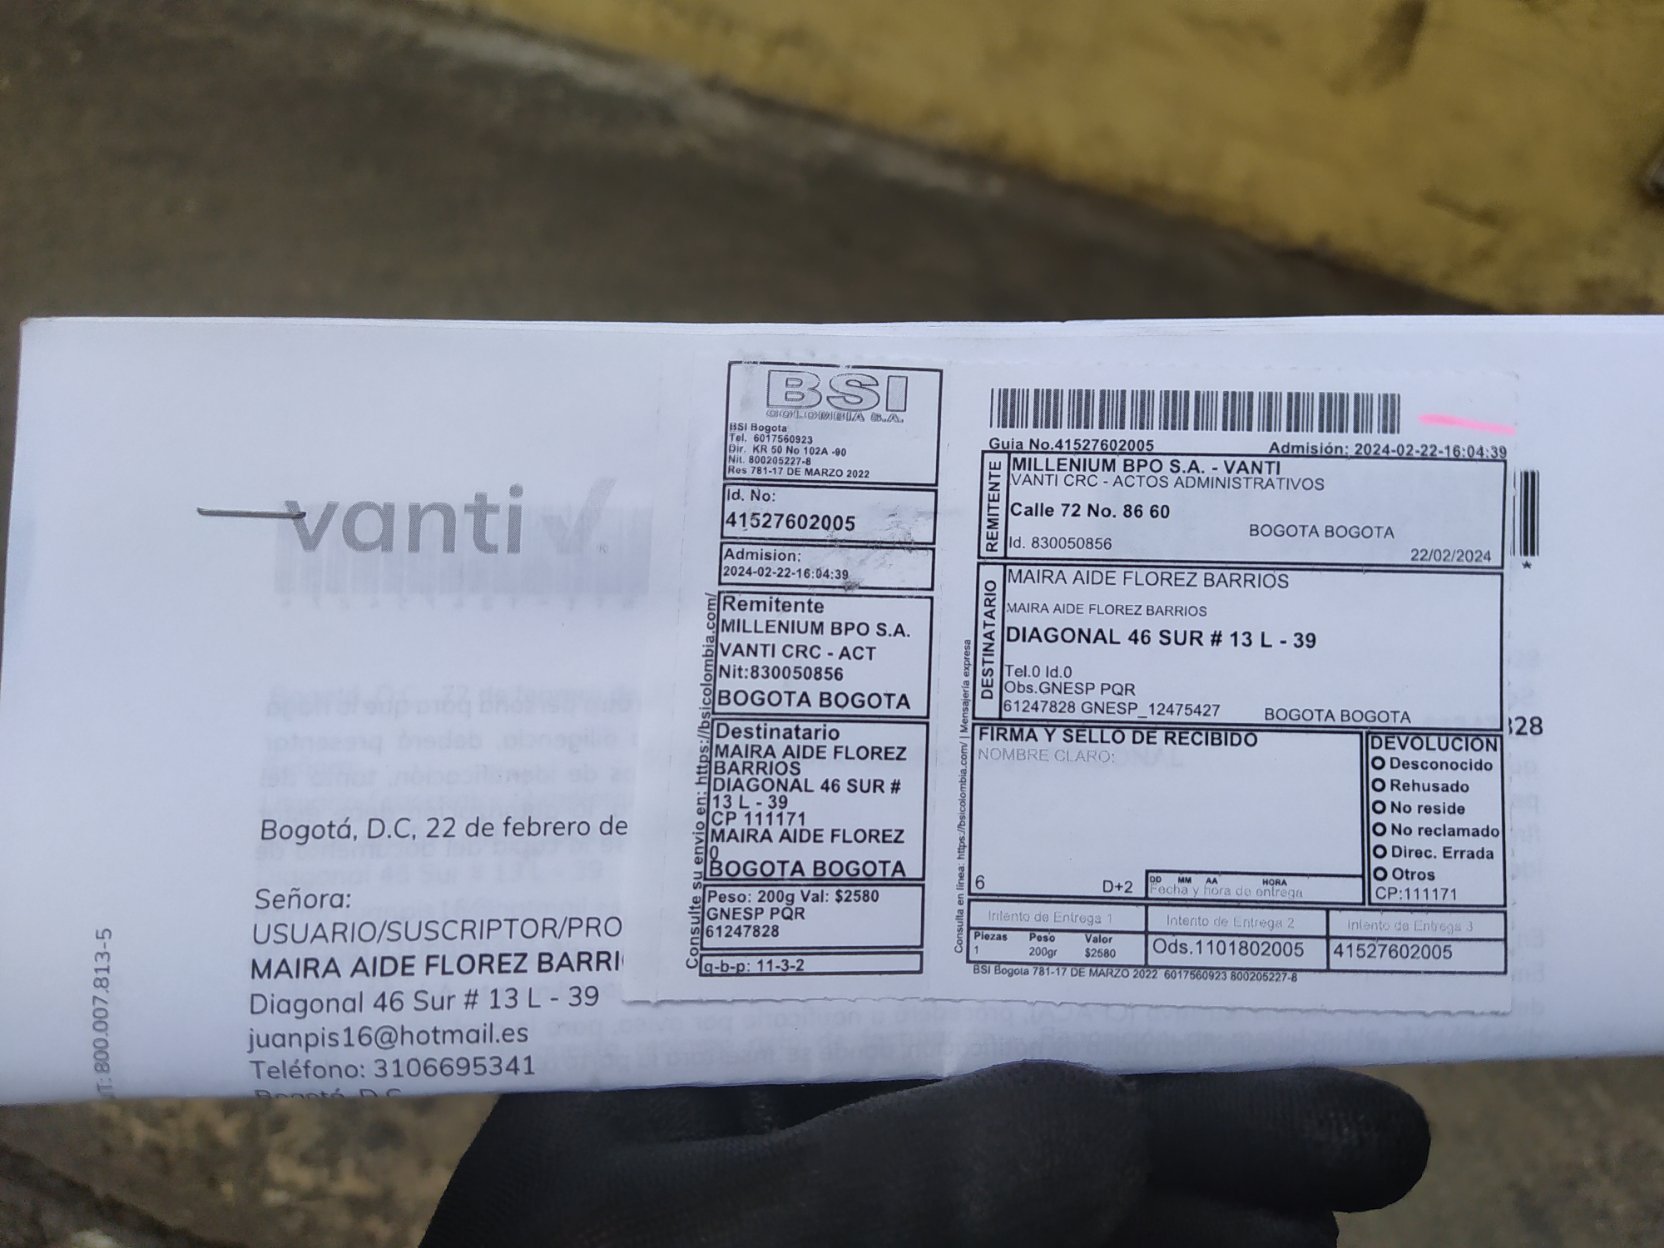 vanti
Bogotá, D.C, 22 de febrero de
Señora:
USUARIO/SUSCRIPTOR/PRO
MAIRA AIDE FLOREZ BARRI
Diagonal 46 Sur # 13 L - 39
juanpis16@hotmail.es
Teléfono: 3106695341
Bogotá, D.C
T: 800.007.813-5
BSI
COLOMBIA S.A.
BSI Bogota
Tel. 6017560923
Dir. KR 50 No 102A -90
Nit. 800205227-8
Res 781-17 DE MARZO 2022
Id. No:
41527602005
Admision:
2024-02-22-16:04:39
Remitente
MILLENIUM BPO S.A.
VANTI CRC - ACT
Nit:830050856
BOGOTA BOGOTA
Destinatario
MAIRA AIDE FLOREZ
BARRIOS
DIAGONAL 46 SUR #
13 L - 39
CP 111171
MAIRA AIDE FLOREZ
0
BOGOTA BOGOTA
Peso: 200g Val: $2580
GNESP PQR
61247828
q-b-p: 11-3-2
Consulte su envio en: https://bsicolombia.com/
Guia No.41527602005 Admisión: 2024-02-22-16:04:39
REMITENTE
MILLENIUM BPO S.A. - VANTI
VANTI CRC - ACTOS ADMINISTRATIVOS
Calle 72 No. 86 60
BOGOTA BOGOTA
Id. 830050856
22/02/2024
*
DESTINATARIO
MAIRA AIDE FLOREZ BARRIOS
MAIRA AIDE FLOREZ BARRIOS
DIAGONAL 46 SUR # 13 L - 39
Tel.0 Id.0
Obs.GNESP PQR
61247828 GNESP_12475427 BOGOTA BOGOTA
328
FIRMA Y SELLO DE RECIBIDO
NOMBRE CLARO:
6 D+2
DD MM AA HORA
Fecha y hora de entrega
DEVOLUCIÓN
Desconocido
Rehusado
No reside
No reclamado
Direc. Errada
Otros
CP:111171
Intento de Entrega 1 Intento de Entrega 2 Intento de Entrega 3
Piezas Peso Valor
1 200gr $2580
Ods.1101802005 41527602005
BSI Bogota 781-17 DE MARZO 2022 6017560923 800205227-8
Consulta en línea: https://bsicolombia.com/ | Mensajería expresa